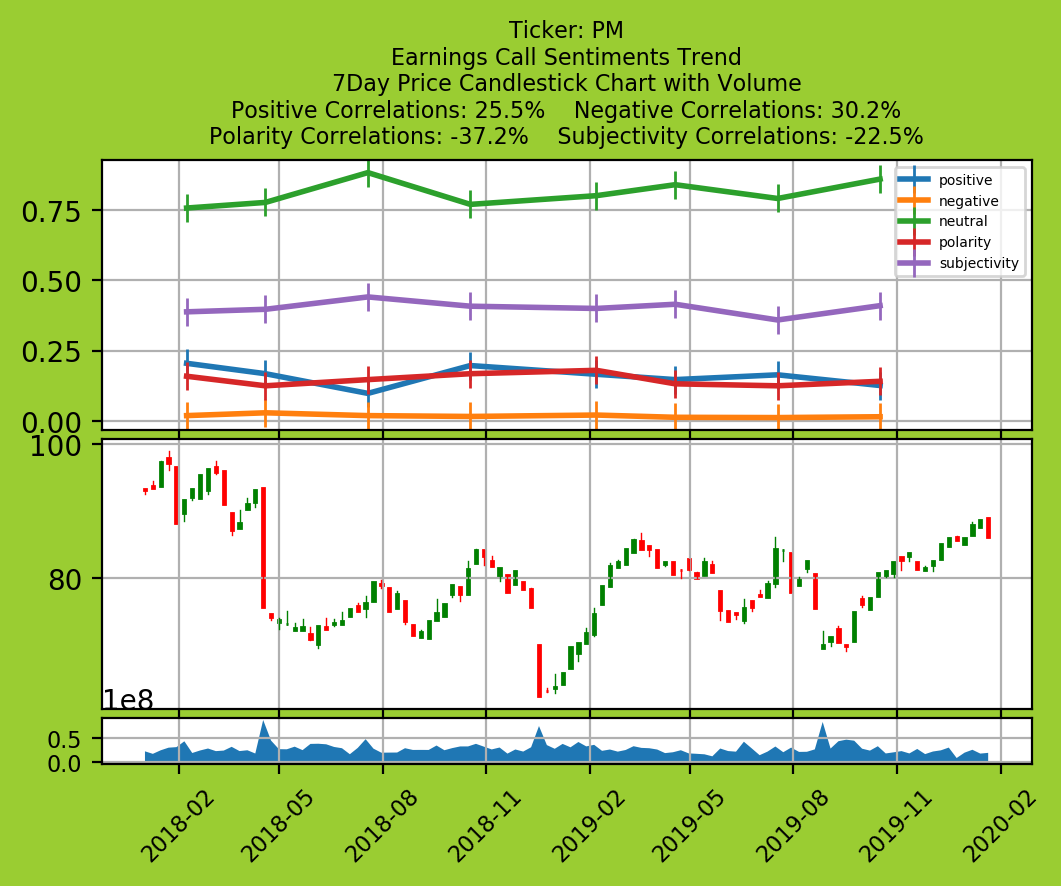 Ticker: PM
Earnings Call Sentiments Trend
7Day Price Candlestick Chart with Volume
Positive Correlations: 25.5%    Negative Correlations: 30.2%
Polarity Correlations: -37.2%    Subjectivity Correlations: -22.5%
positive
negative
neutral
polarity
subjectivity
0.75
0.50
0.25
0.00
100
80
1e8
0.5
0.0
2018-02
2018-05
2018-08
2018-11
2019-02
2019-05
2019-08
2019-11
2020-02